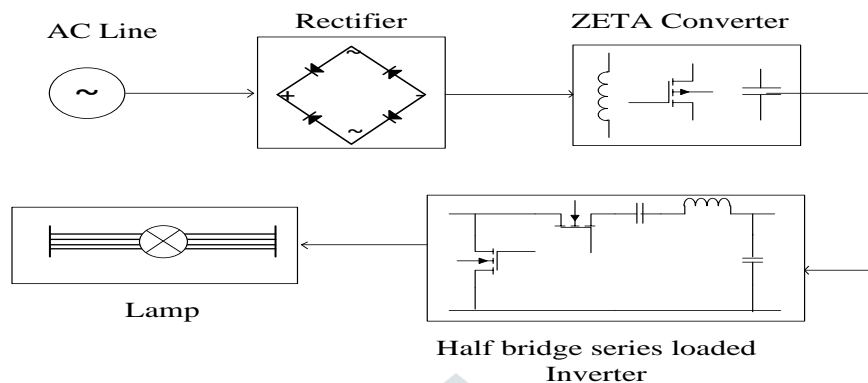 AC Line
Rectifier
ZETA Converter
~
~
+
-
~
Lamp
Half bridge series loaded
Inverter